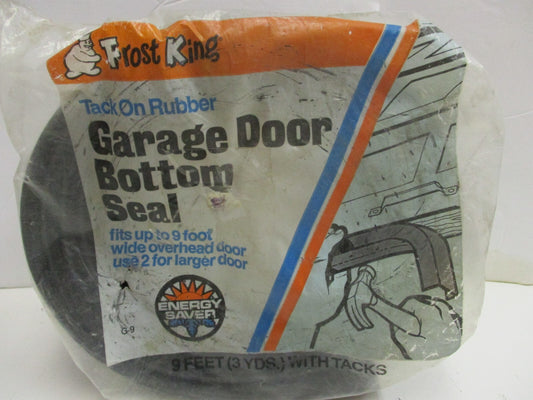 Frost King
Tack On Rubber
Garage Door
Bottom
Seal
fits up to 9 foot
wide overhead door
use 2 for larger door
ENERGY
SAVER
G-9
9 FEET (3 YDS.) WITH TACKS